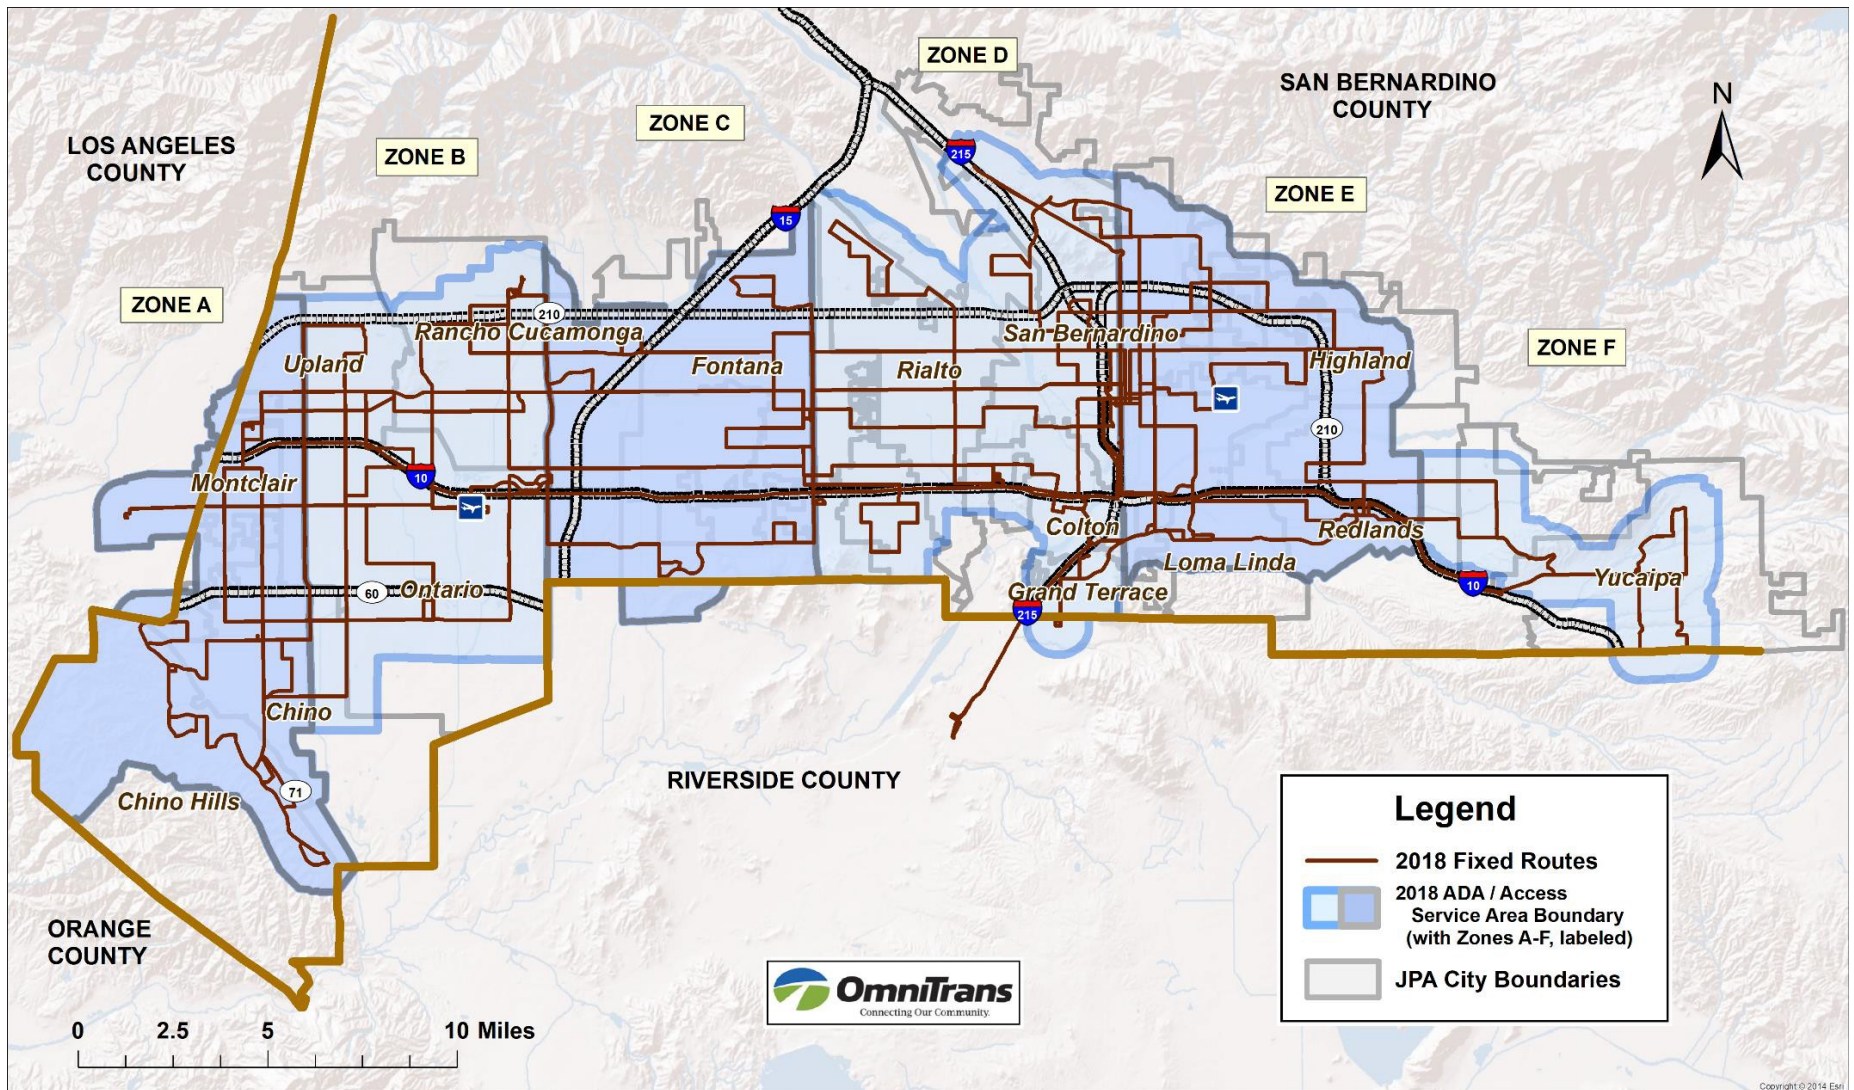 ZONE D
SAN BERNARDINO
COUNTY
N
ZONE C
LOS ANGELES
COUNTY
ZONE B
215
ZONE E
15
ZONE A
210
Rancho Cucamonga
San Bernardino
ZONE F
Upland
Fontana
Rialto
Highland
210
Montclair
10
Colton
Redlands
Loma Linda
Yucaipa
60
Ontario
Grand Terrace
10
215
Chino
RIVERSIDE COUNTY
71
Chino Hills
Legend
2018 Fixed Routes
2018 ADA / Access
Service Area Boundary
(with Zones A-F, labeled)
JPA City Boundaries
ORANGE
COUNTY
OmniTrans
Connecting Our Community.
0 2.5 5 10 Miles
Copyright:© 2014 Esri